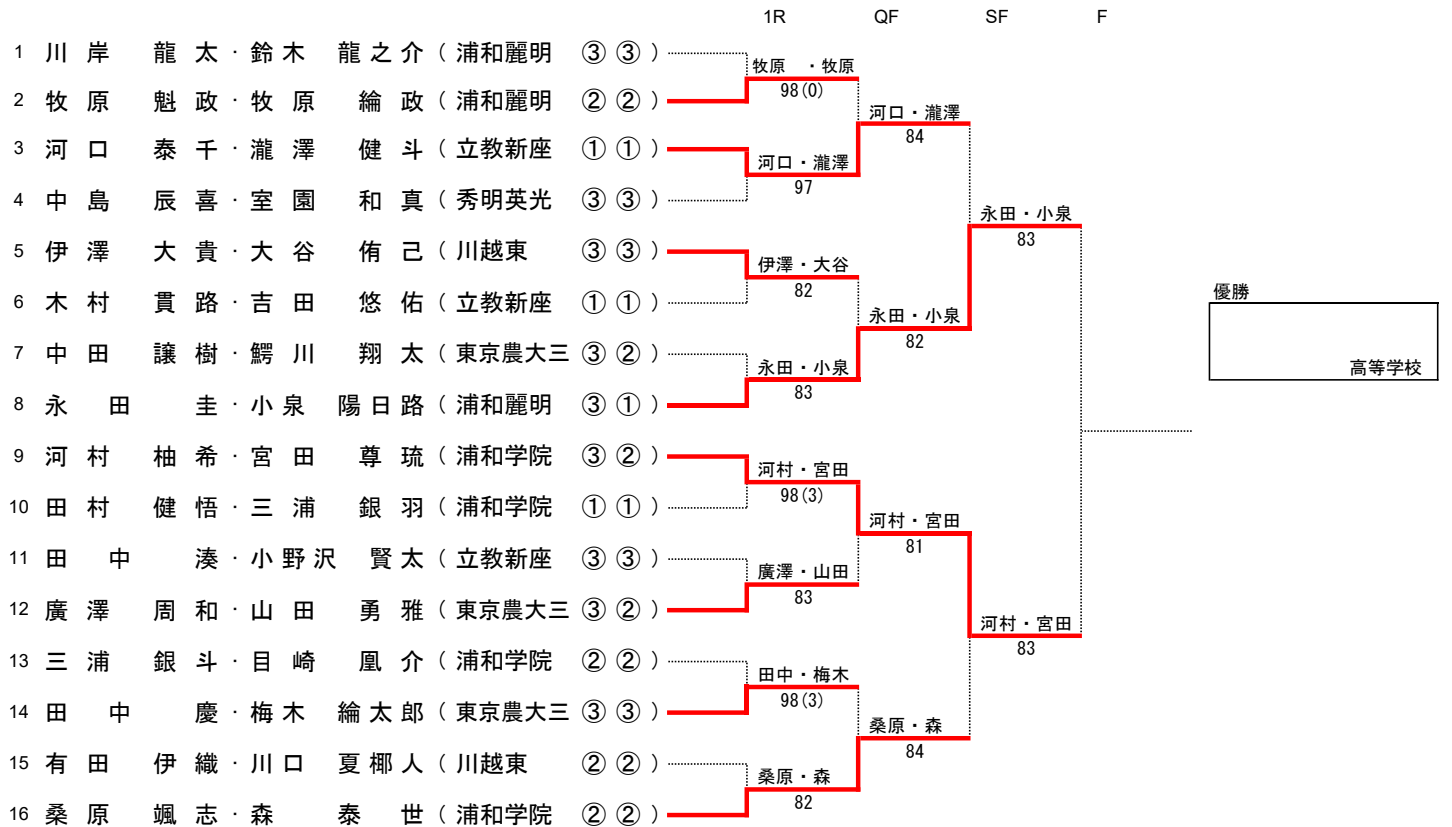 1R QF SF F
1 川岸 龍太・鈴木 龍之介 ( 浦和麗明 ③ ③ )
牧原 ・牧原
98(0)
2 牧原 魁政・牧原 綸政 ( 浦和麗明 ② ② )
河口・瀧澤
84
3 河口 泰千・瀧澤 健斗 ( 立教新座 ① ① )
河口・瀧澤
97
4 中島 辰喜・室園 和真 ( 秀明英光 ③ ③ )
永田・小泉
83
5 伊澤 大貴・大谷 侑己 ( 川越東 ③ ③ )
伊澤・大谷
82
6 木村 貫路・吉田 悠佑 ( 立教新座 ① ① )
優勝
永田・小泉
82
7 中田 譲樹・鰐川 翔太 ( 東京農大三 ③ ② )
永田・小泉
83
高等学校
8 永田 圭・小泉 陽日路 ( 浦和麗明 ③ ① )
9 河村 柚希・宮田 尊琉 ( 浦和学院 ③ ② )
河村・宮田
98(3)
10 田村 健悟・三浦 銀羽 ( 浦和学院 ① ① )
河村・宮田
81
11 田中 湊・小野沢 賢太 ( 立教新座 ③ ③ )
廣澤・山田
83
12 廣澤 周和・山田 勇雅 ( 東京農大三 ③ ② )
河村・宮田
83
13 三浦 銀斗・目崎 凰介 ( 浦和学院 ② ② )
田中・梅木
98(3)
14 田中 慶・梅木 綸太郎 ( 東京農大三 ③ ③ )
桑原・森
84
15 有田 伊織・川口 夏椰人 ( 川越東 ② ② )
桑原・森
82
16 桑原 颯志・森 泰世 ( 浦和学院 ② ② )